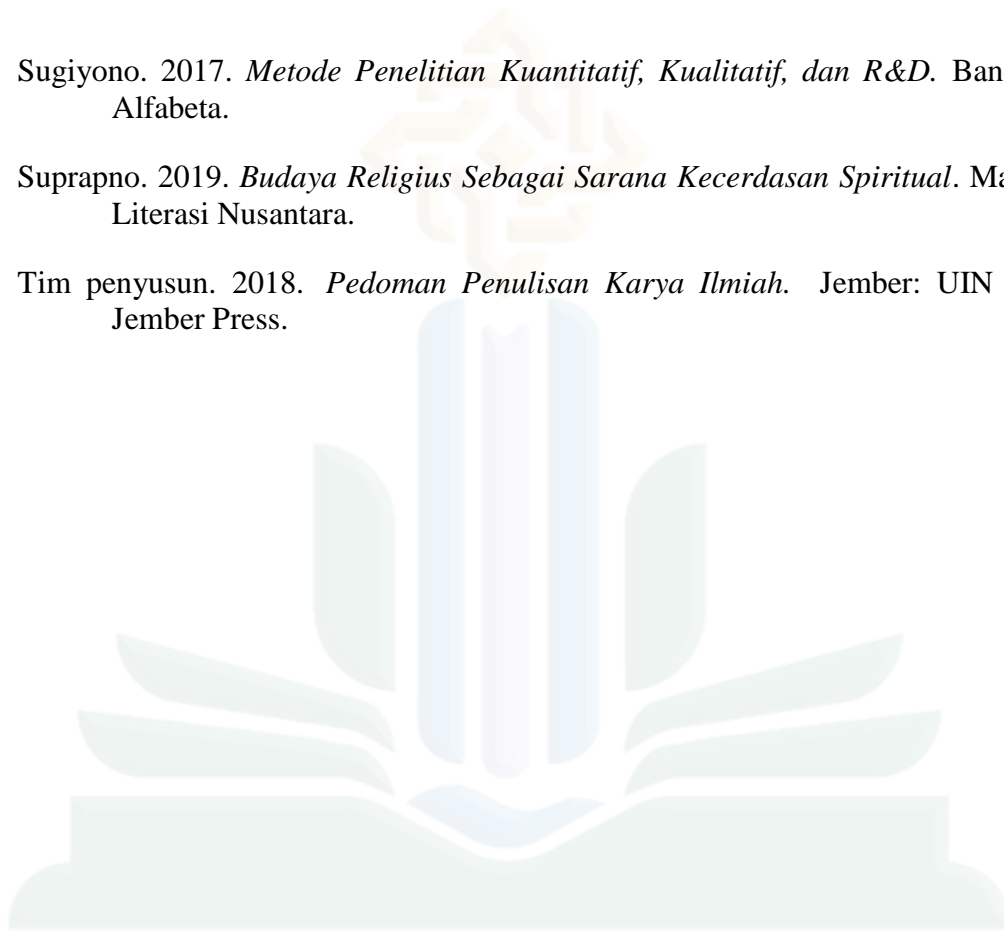 Sugiyono. 2017. Metode Penelitian Kuantitatif, Kualitatif, dan R&D. Ban
Alfabeta.
Suprapno. 2019. Budaya Religius Sebagai Sarana Kecerdasan Spiritual. Ma
Literasi Nusantara.
Tim penyusun. 2018. Pedoman Penulisan Karya Ilmiah. Jember: UIN
Jember Press.